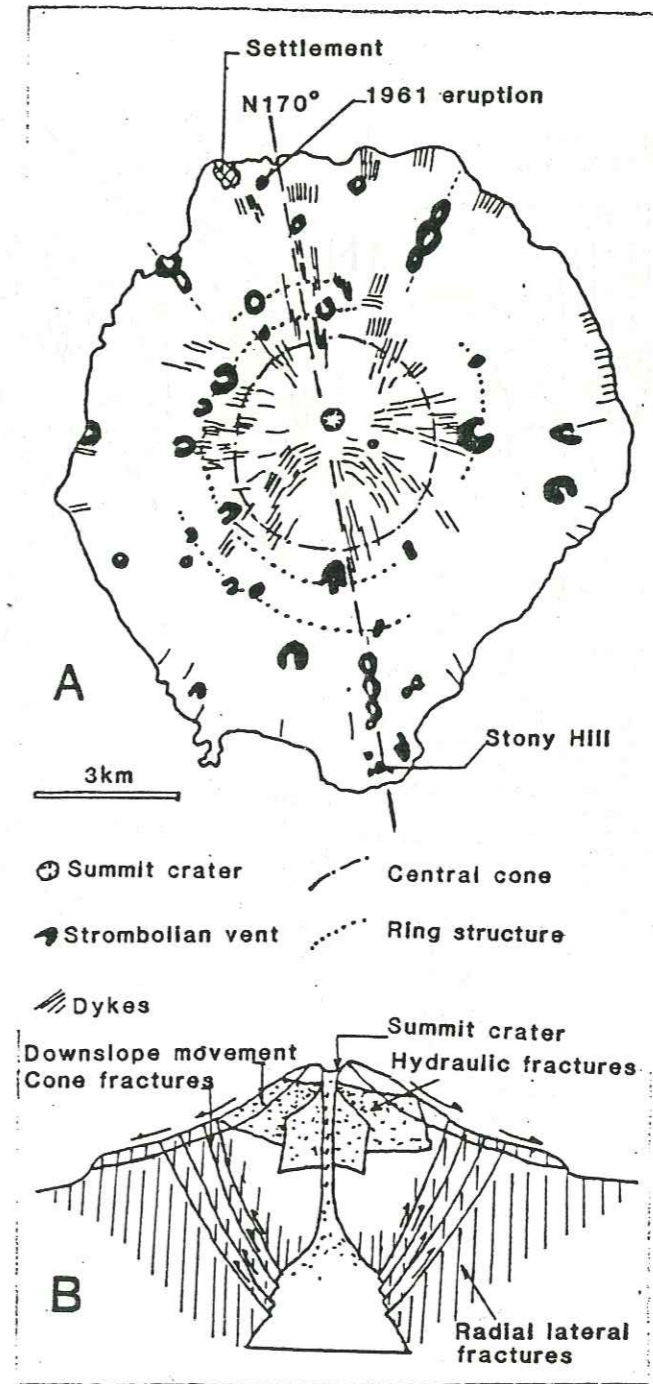 Settlement
N170°
1961 eruption
A
Stony Hill
3km
Summit crater
Central cone
Strombolian vent
Ring structure
Dykes
Summit crater
Downslope movement
Hydraulic fractures
Cone fractures
B
Radial lateral
fractures